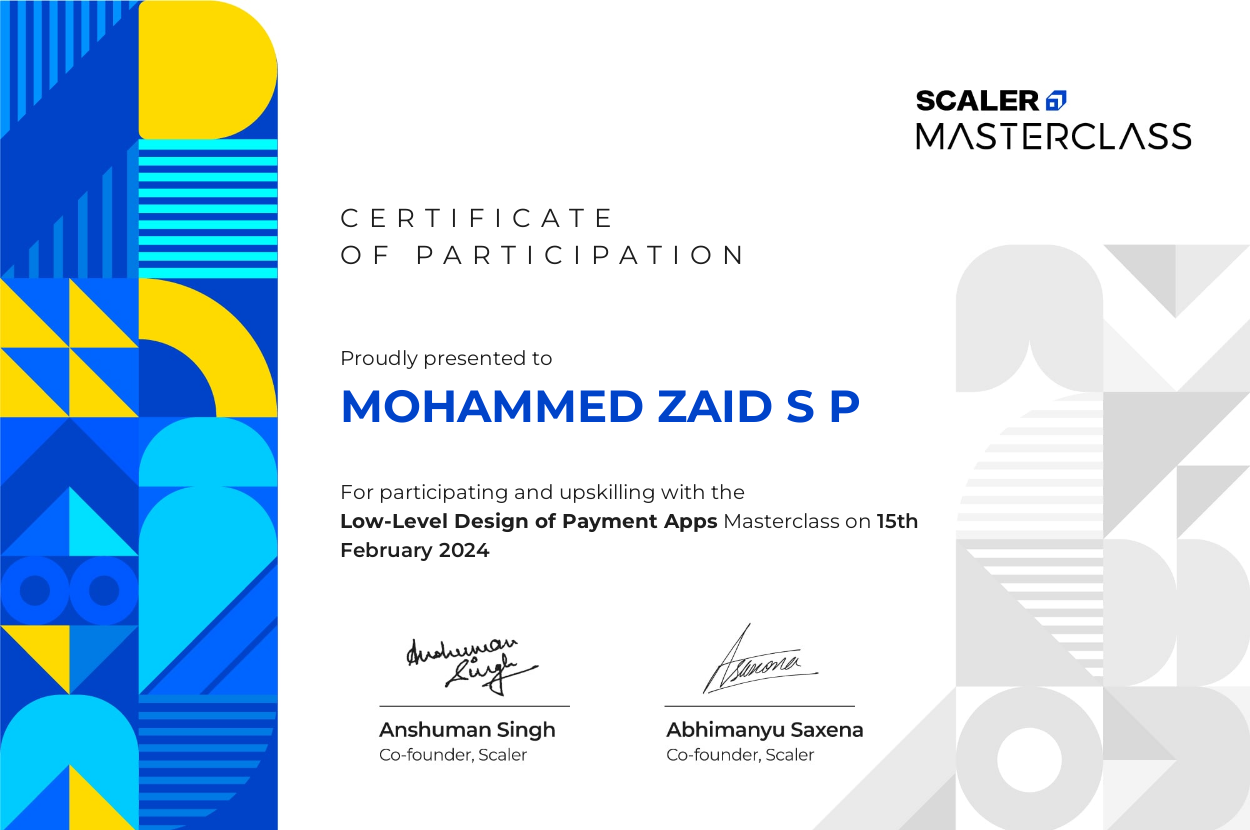 SCALER
MASTERCLASS
CERTIFICATE
OF PARTICIPATION
Proudly presented to
MOHAMMED ZAID S P
For participating and upskilling with the
Low-Level Design of Payment Apps Masterclass on 15th
February 2024
Anshuman
Singh
Asaxena
Anshuman Singh
Co-founder, Scaler
Abhimanyu Saxena
Co-founder, Scaler